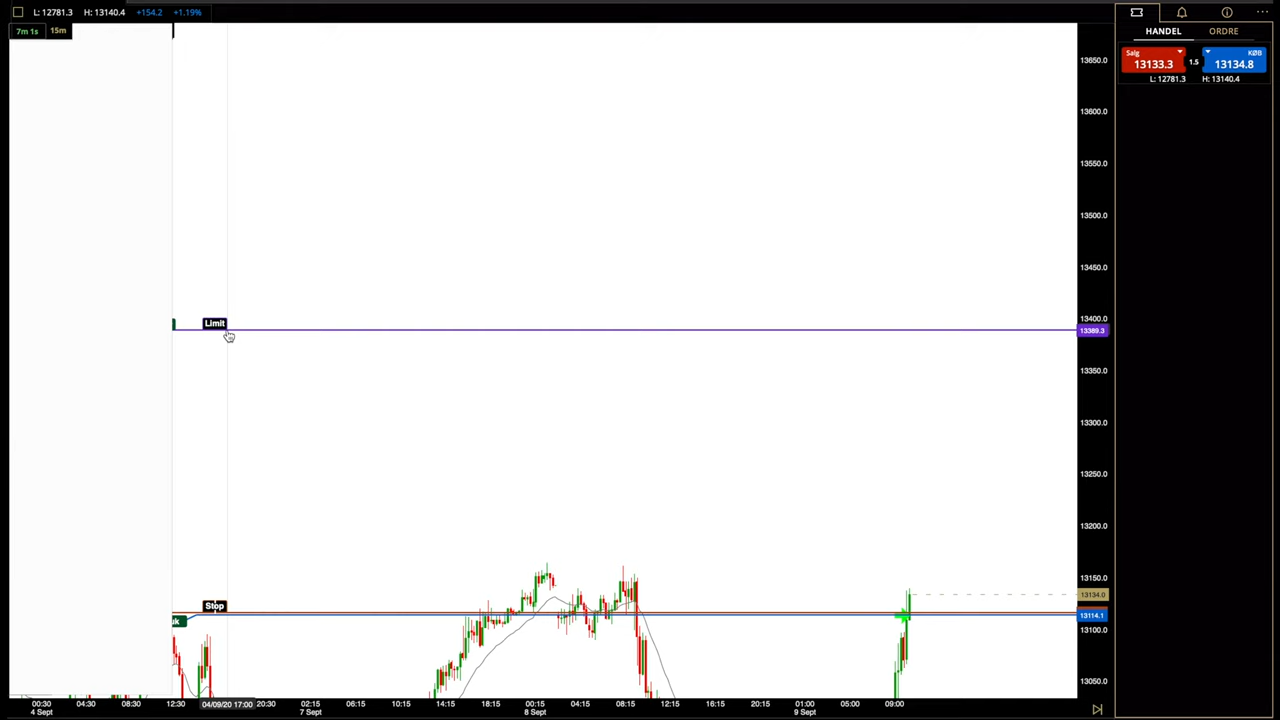 L: 12781.3 H: 13140.4 +154.2 +1.19% ...
7m 1s 15m
HANDEL ORDRE
Salg KØB
13133.3 1.5 13134.8
L: 12781.3 H: 13140.4
13650.0
13600.0
13550.0
13500.0
13450.0
13400.0
Limit
13389.3
13350.0
13300.0
13250.0
13200.0
13150.0
13134.0
Stop
13114.1
uk
13100.0
13050.0
00:30 04:30 08:30 12:30 04/09/20 17:00 20:30 02:15 06:15 10:15 14:15 18:15 00:15 04:15 08:15 12:15 16:15 20:15 01:00 05:00 09:00
4 Sept 7 Sept 8 Sept 9 Sept